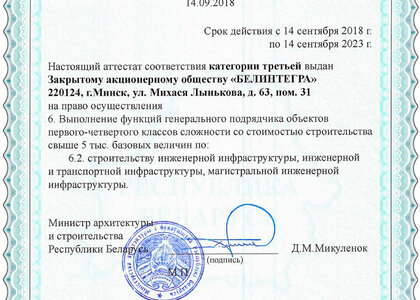 14.09.2018
Срок действия с 14 сентября 2018 г.
по 14 сентября 2023 г.
Настоящий аттестат соответствия категории третьей выдан
Закрытому акционерному обществу «БЕЛИНТЕГРА»
220124, г.Минск, ул. Михася Лынькова, д. 63, пом. 31
на право осуществления
6. Выполнение функций генерального подрядчика объектов
первого-четвертого классов сложности со стоимостью строительства
свыше 5 тыс. базовых величин по:
6.2. строительству инженерной инфраструктуры, инженерной
и транспортной инфраструктуры, магистральной инженерной
инфраструктуры.
Министр архитектуры
и строительства
Республики Беларусь
Д.М.Микуленок
(подпись)
М.П.